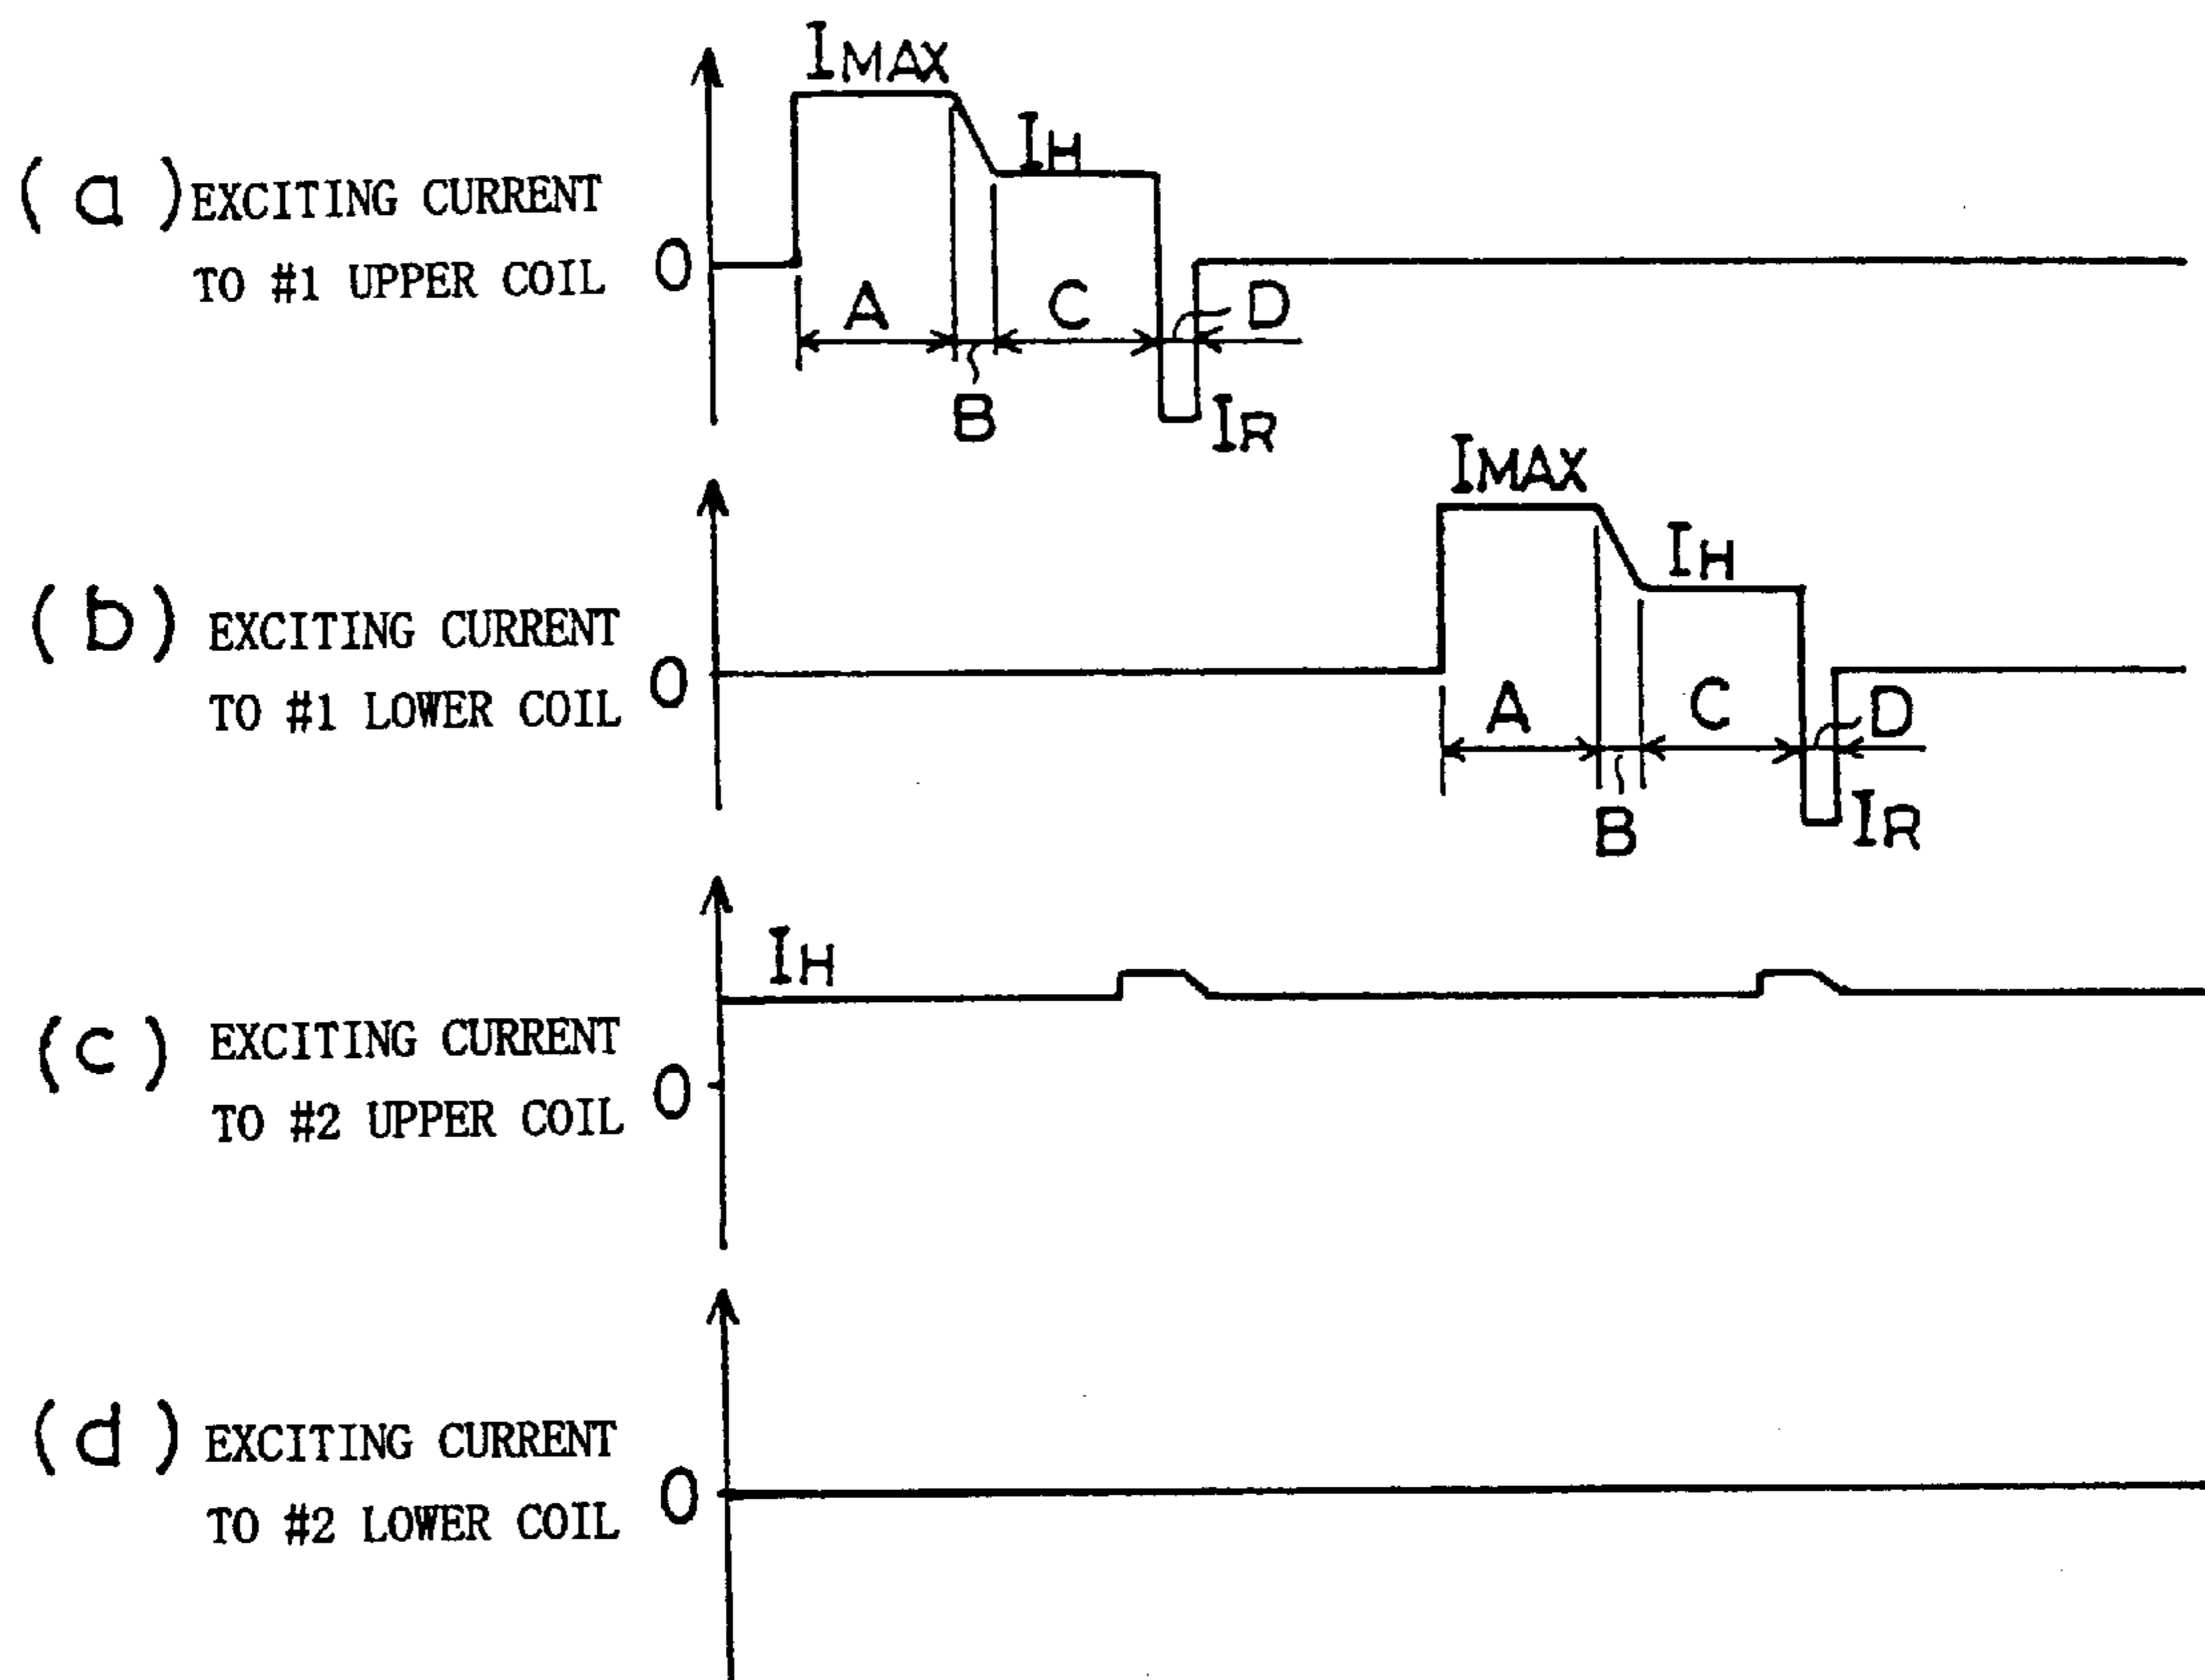 IMAX
IH
(a) EXCITING CURRENT
TO #1 UPPER COIL
0
A
B
C
D
IR
IMAX
IH
(b) EXCITING CURRENT
TO #1 LOWER COIL
0
A
B
C
D
IR
IH
(c) EXCITING CURRENT
TO #2 UPPER COIL
0
(d) EXCITING CURRENT
TO #2 LOWER COIL
0